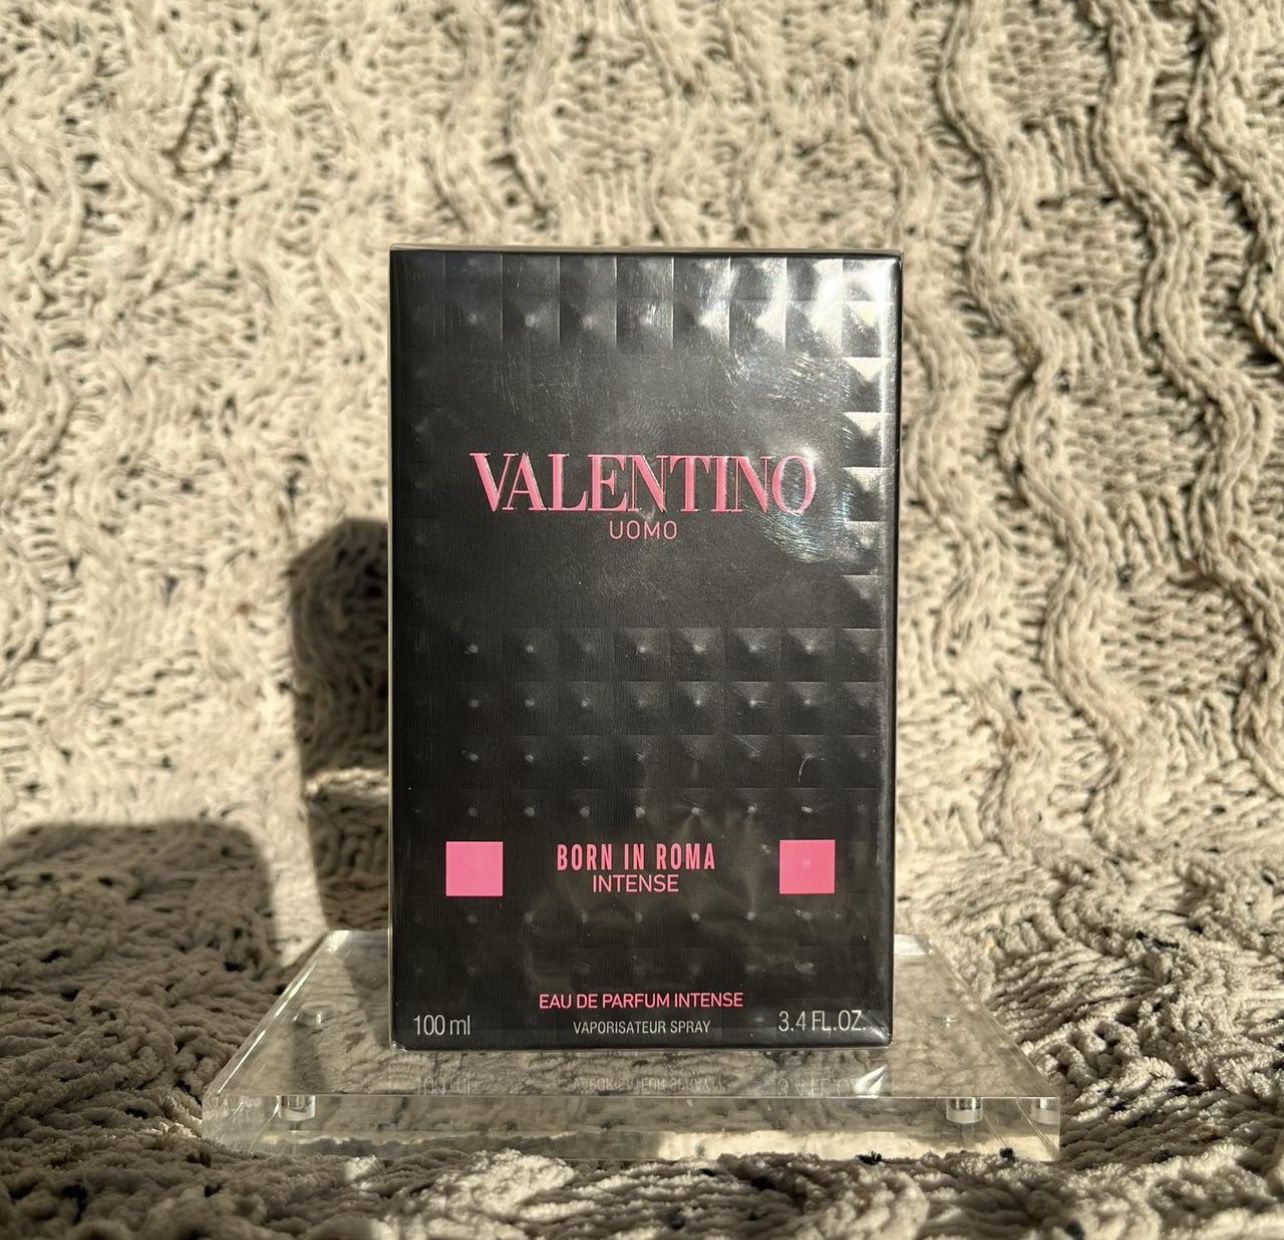 VALENTINO
UOMO
BORN IN ROMA
INTENSE
EAU DE PARFUM INTENSE
100 ml VAPORISATEUR SPRAY 3.4 FL.OZ.